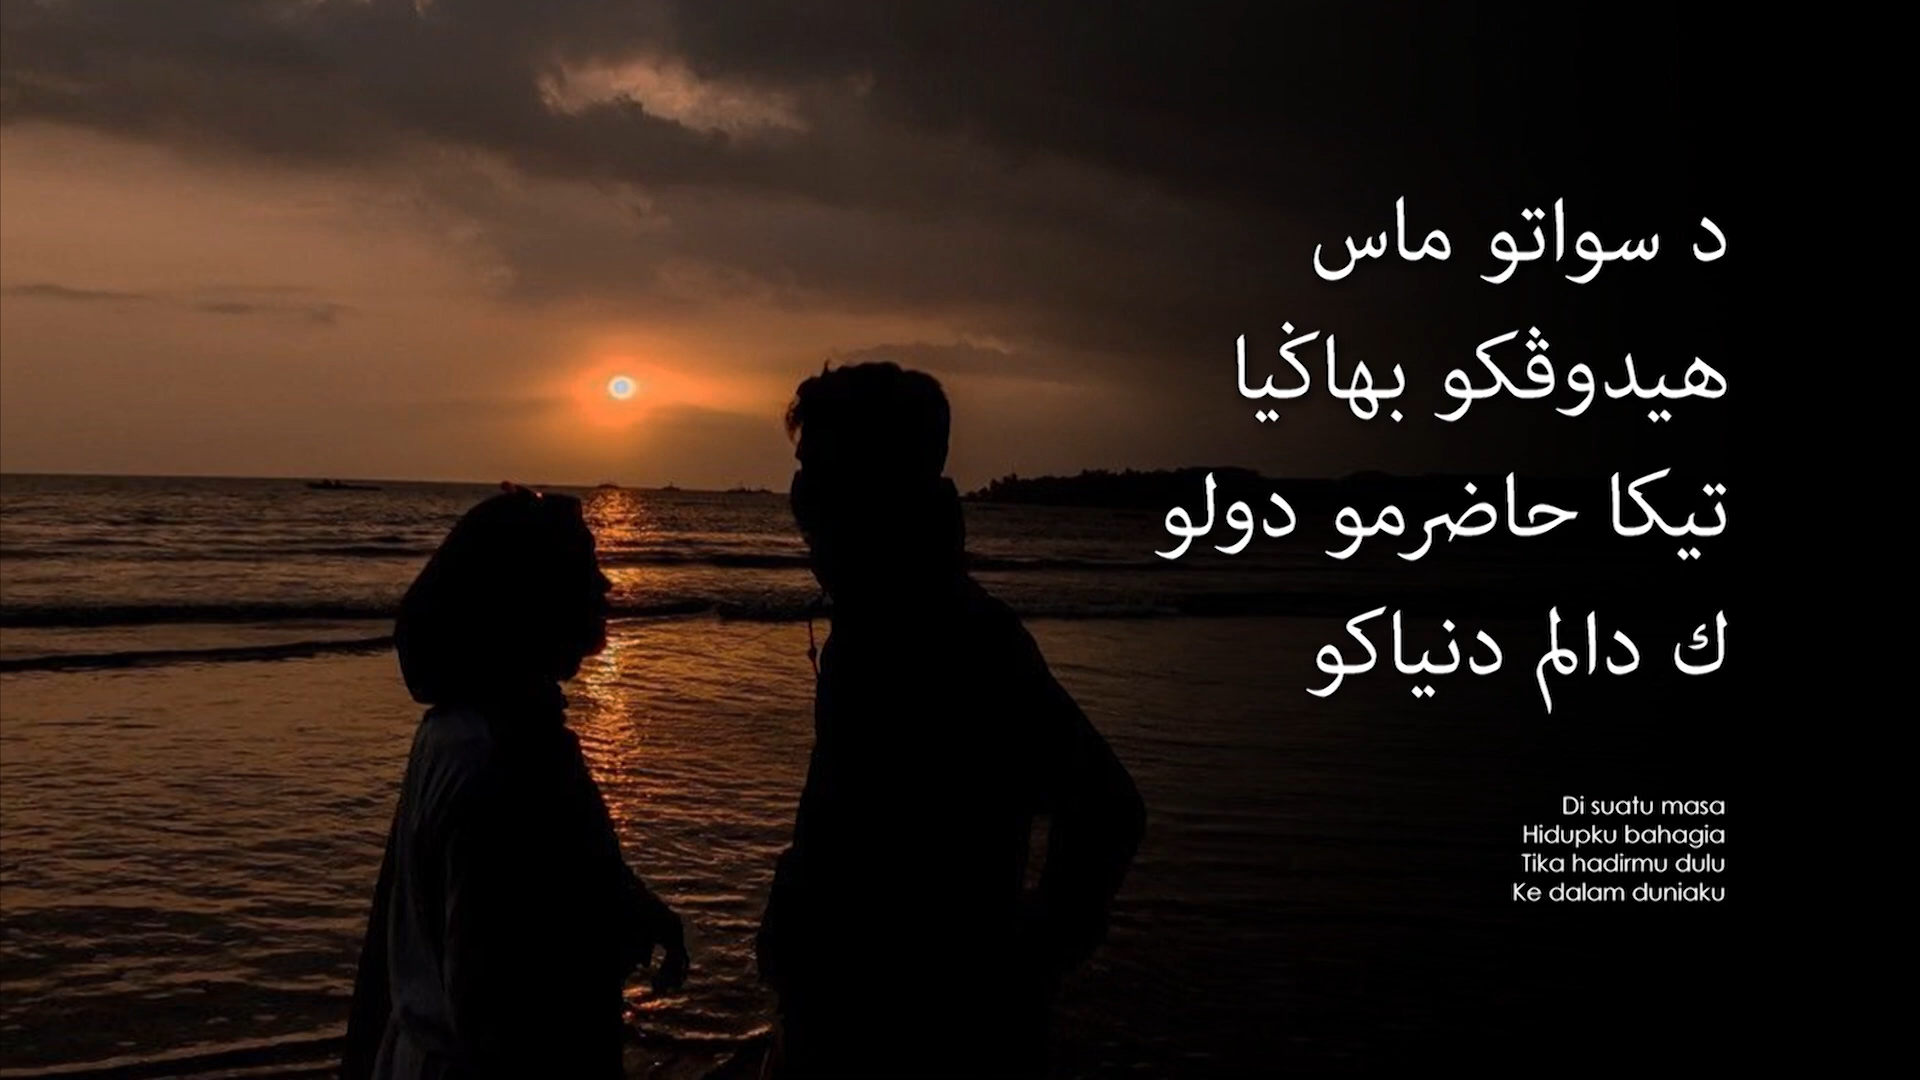 د سواتو ماس
هيدوڤکو بهاݢيا
تيکا حاضرمو دولو
ك دالم دنياکو
Di suatu masa
Hidupku bahagia
Tika hadirmu dulu
Ke dalam duniaku